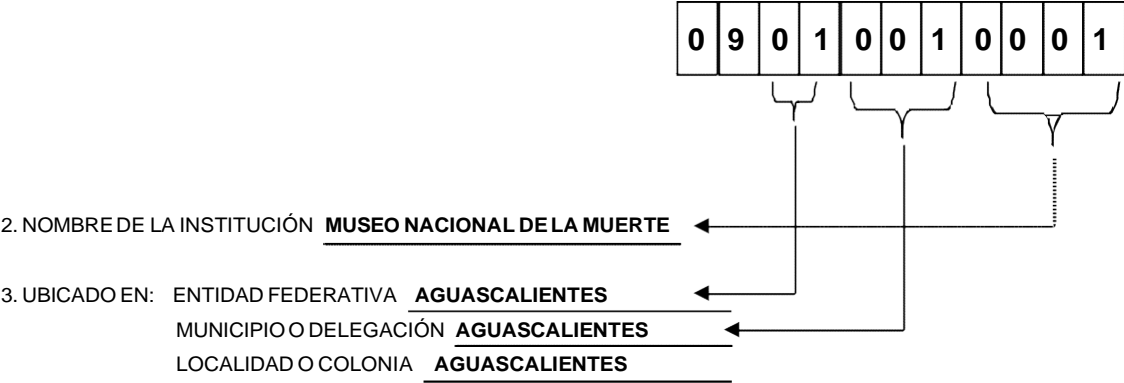 0 9 0 1 0 0 1 0 0 0 1
2. NOMBRE DE LA INSTITUCIÓN MUSEO NACIONAL DE LA MUERTE
3. UBICADO EN: ENTIDAD FEDERATIVA AGUASCALIENTES
MUNICIPIO O DELEGACIÓN AGUASCALIENTES
LOCALIDAD O COLONIA AGUASCALIENTES